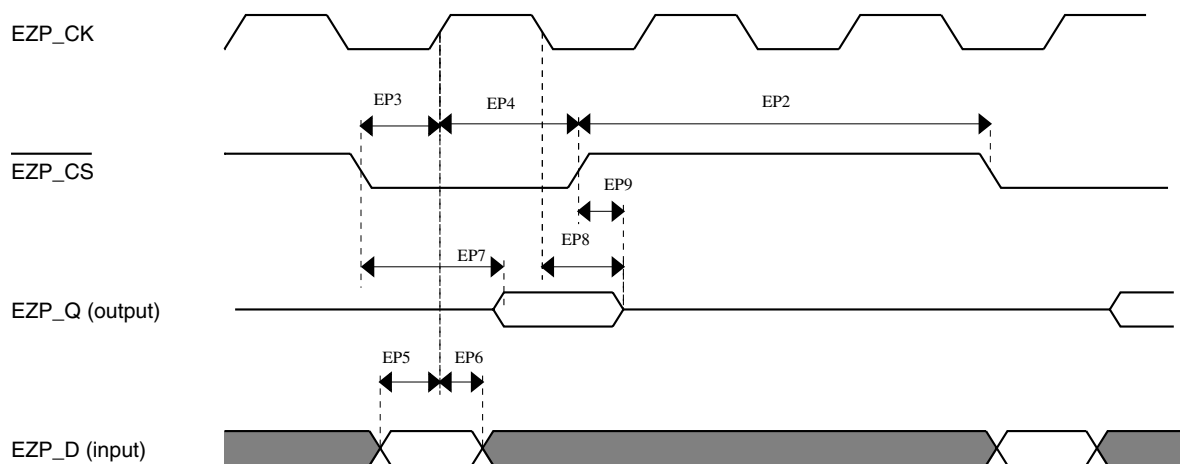 EZP_CK
EP3
EP4
EP2
EZP_CS
EP9
EP8
EP7
EZP_Q (output)
EP5
EP6
EZP_D (input)